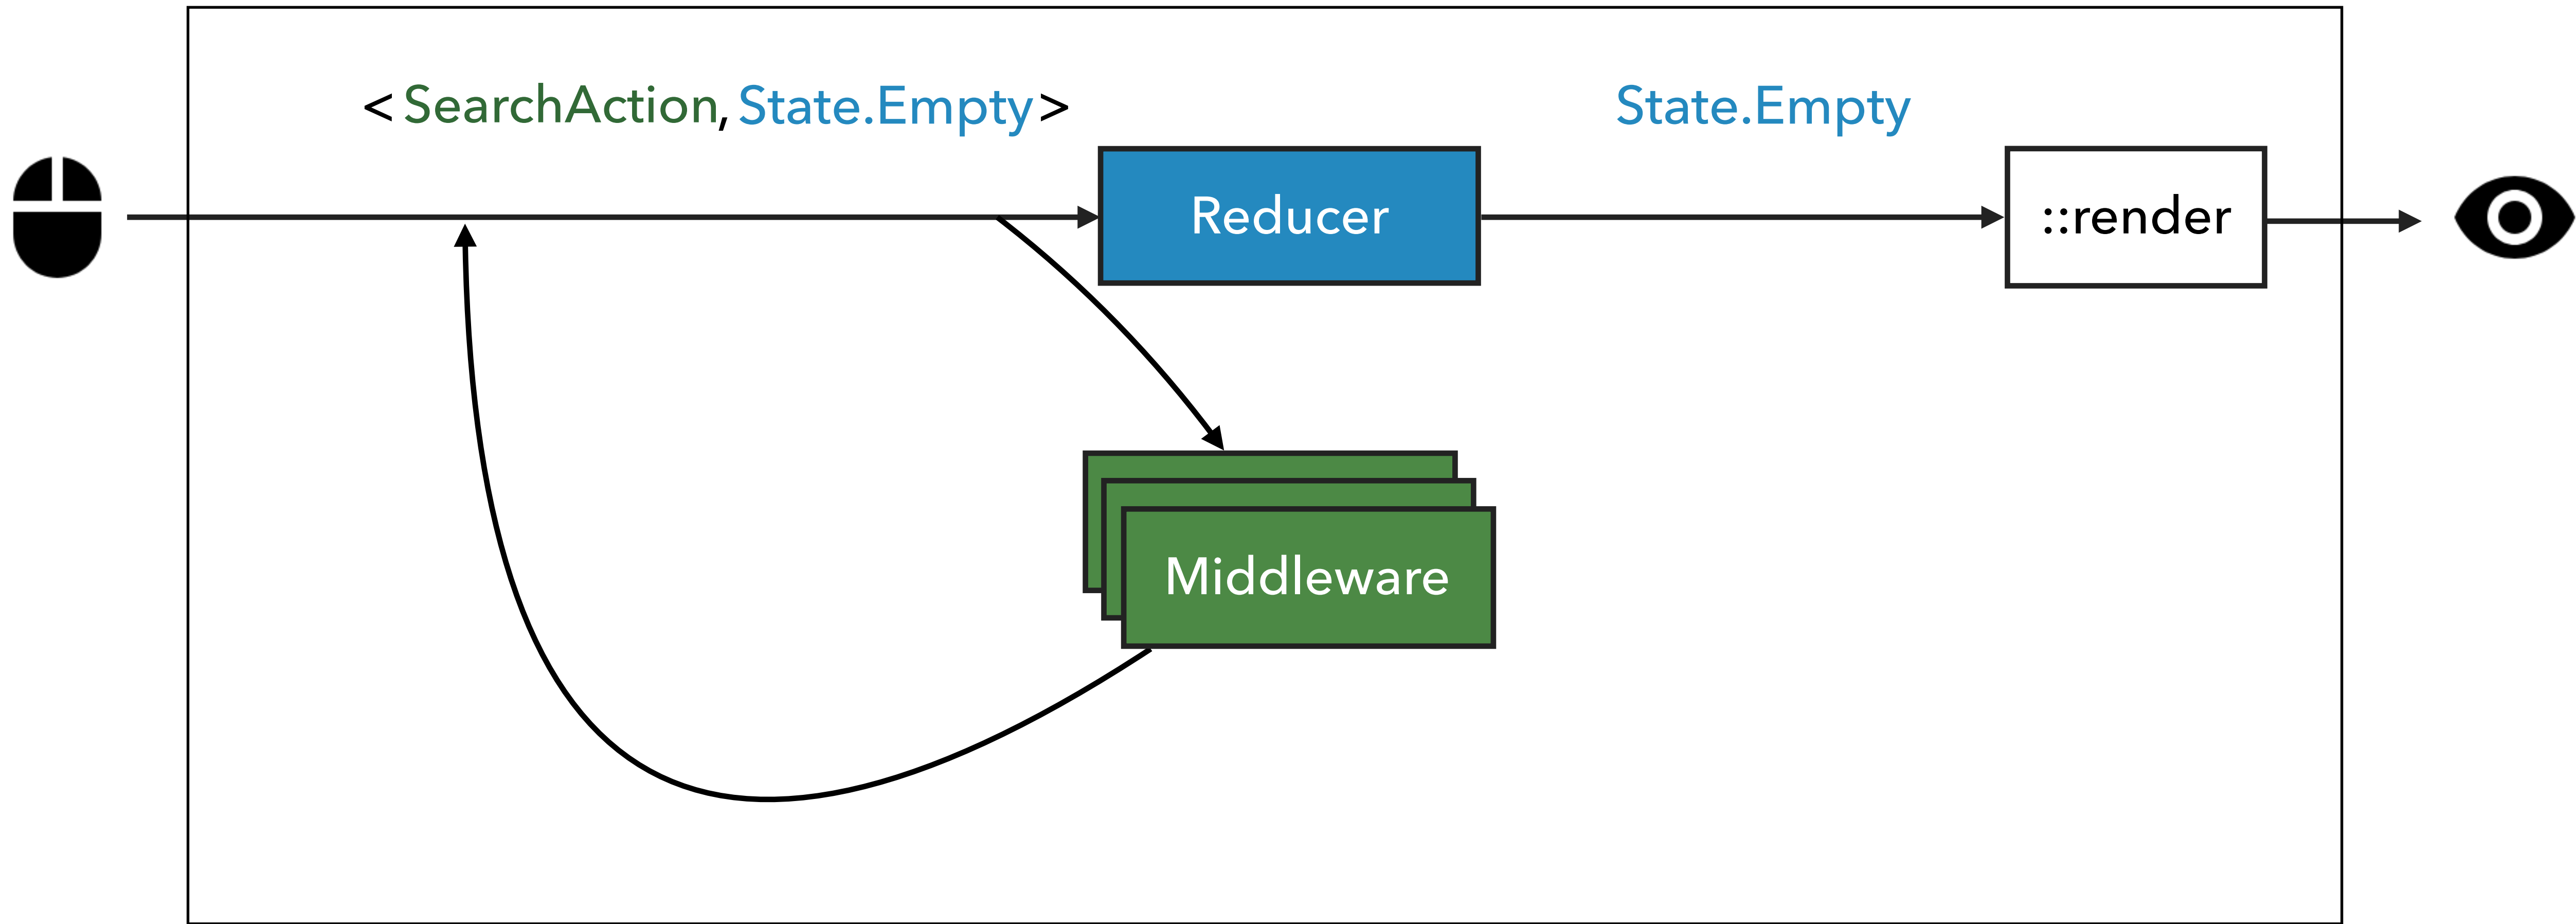 < SearchAction, State.Empty >
State.Empty
Reducer
::render
Middleware